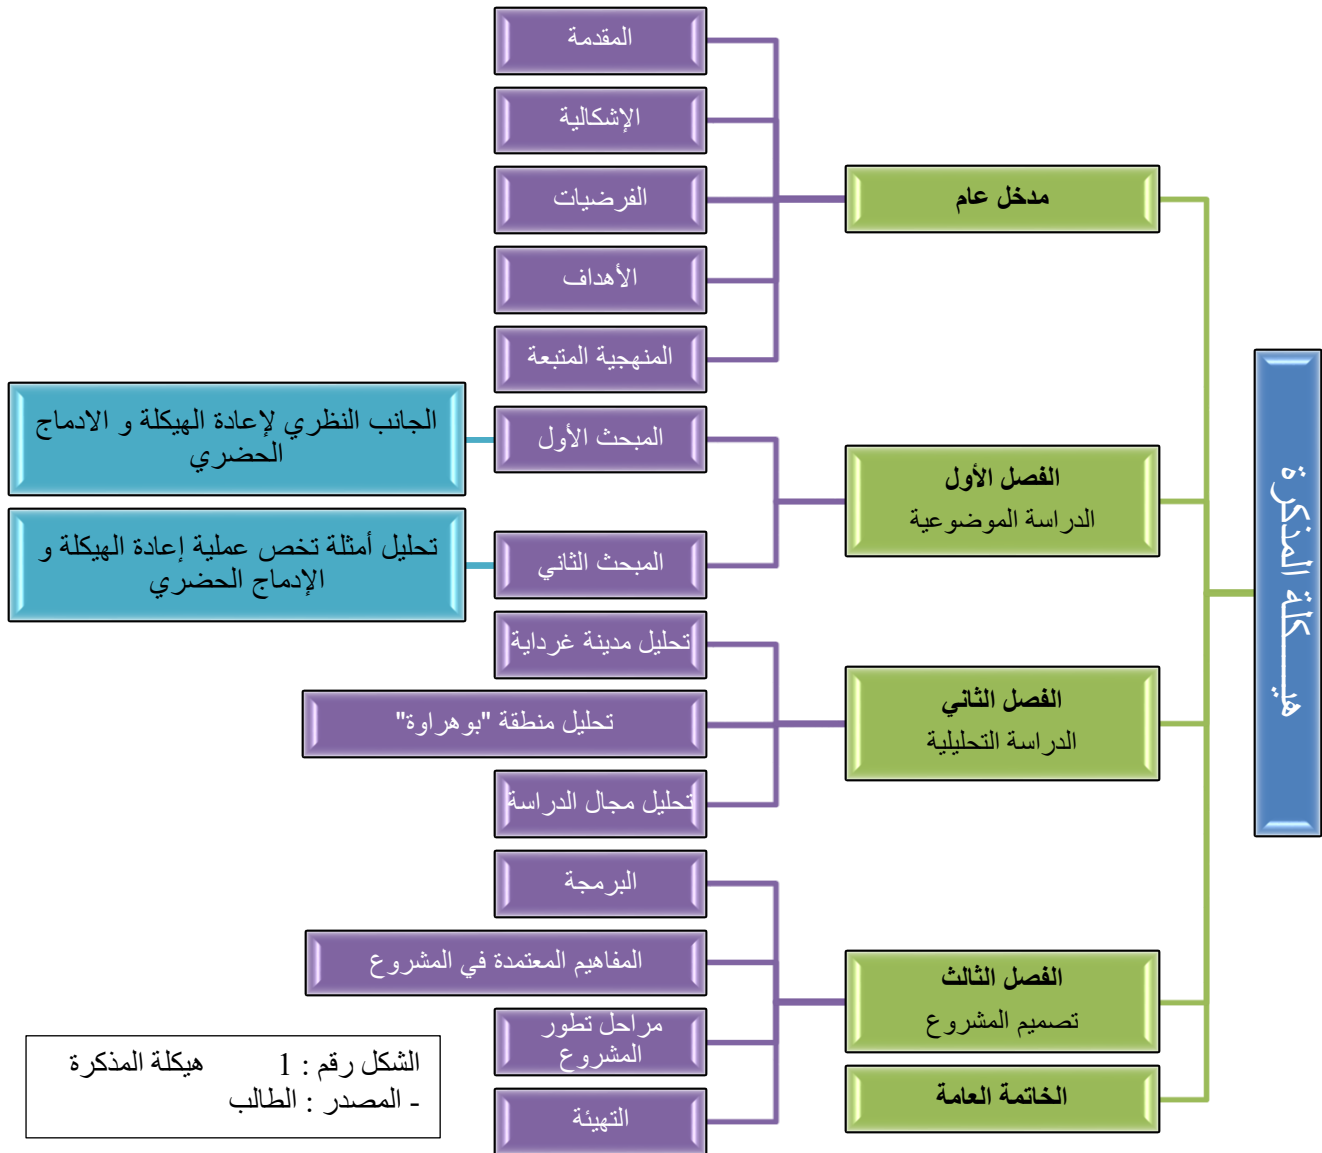 هيــــكلة المذكرة
مدخل عام
المقدمة
الإشكالية
الفرضيات
الأهداف
المنهجية المتبعة
الفصل الأول
الدراسة الموضوعية
المبحث الأول
الجانب النظري لإعادة الهيكلة و الادماج
الحضري
المبحث الثاني
تحليل أمثلة تخص عملية إعادة الهيكلة و
الإدماج الحضري
الفصل الثاني
الدراسة التحليلية
تحليل مدينة غرداية
تحليل منطقة "بوهراوة"
تحليل مجال الدراسة
الفصل الثالث
تصميم المشروع
البرمجة
المفاهيم المعتمدة في المشروع
مراحل تطور
المشروع
التهيئة
الخاتمة العامة
الشكل رقم : 1 هيكلة المذكرة
- المصدر : الطالب